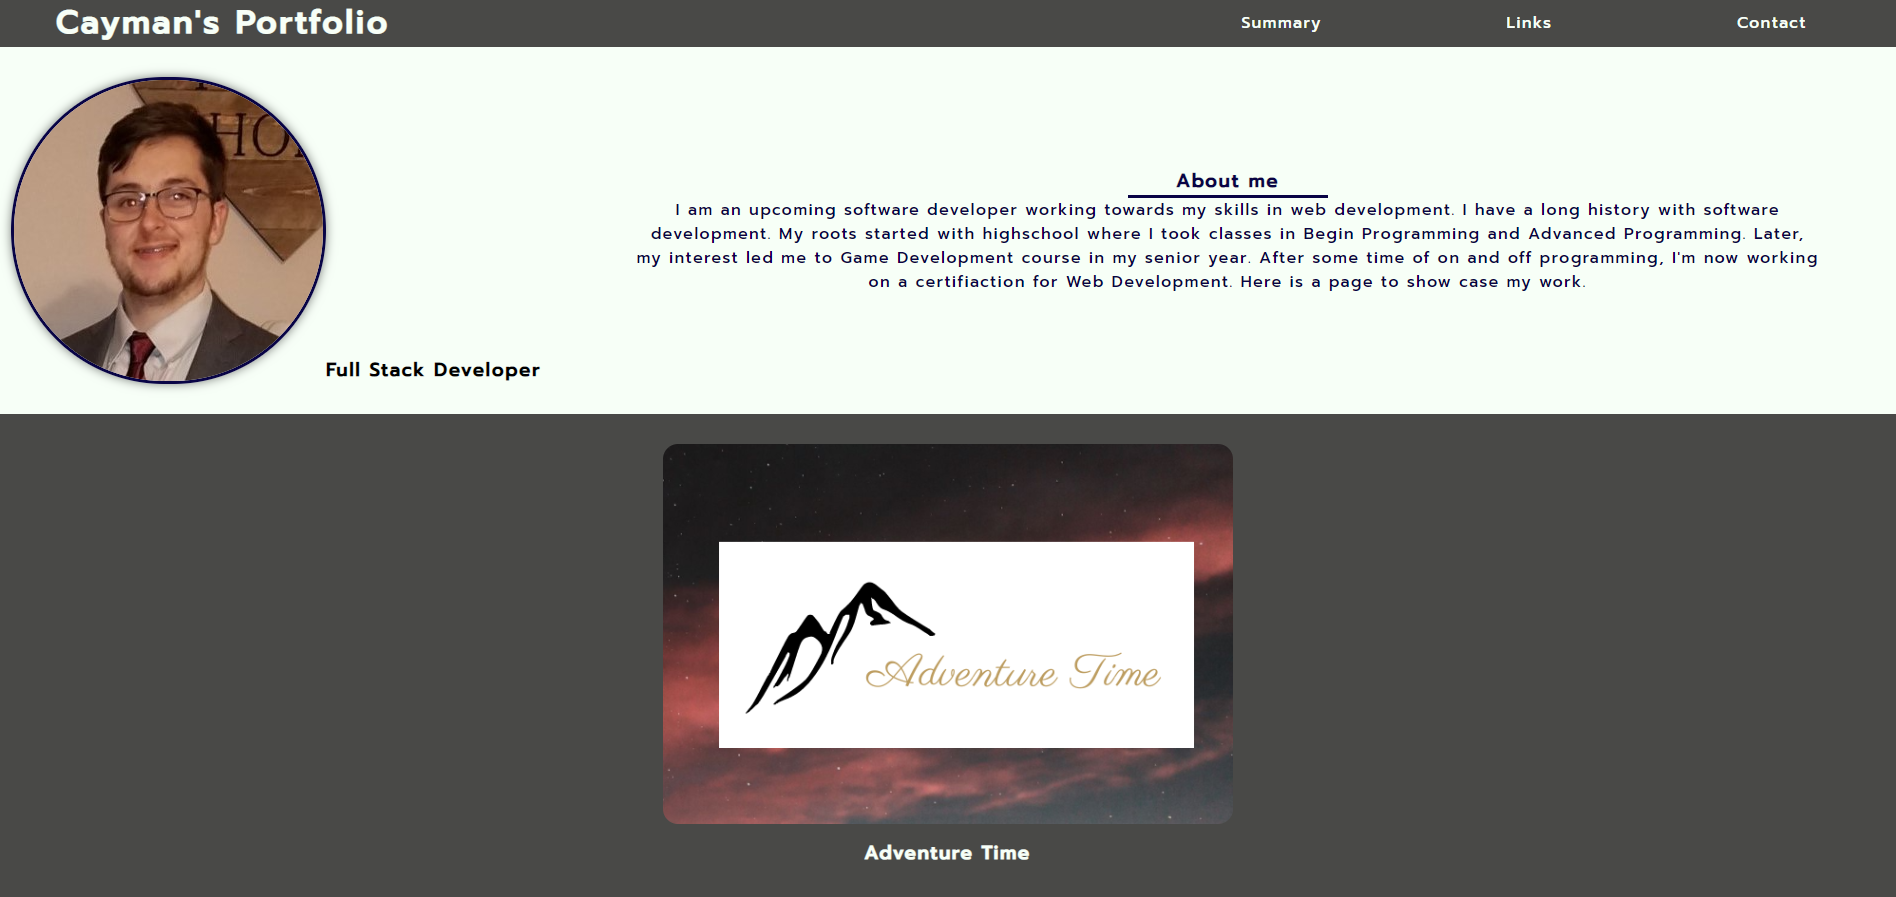 Cayman's Portfolio
Summary
Links
Contact
HO
About me
I am an upcoming software developer working towards my skills in web development. I have a long history with software
development. My roots started with highschool where I took classes in Begin Programming and Advanced Programming. Later,
my interest led me to Game Development course in my senior year. After some time of on and off programming, I'm now working
on a certifiaction for Web Development. Here is a page to show case my work.
Full Stack Developer
Adventure Time
Adventure Time